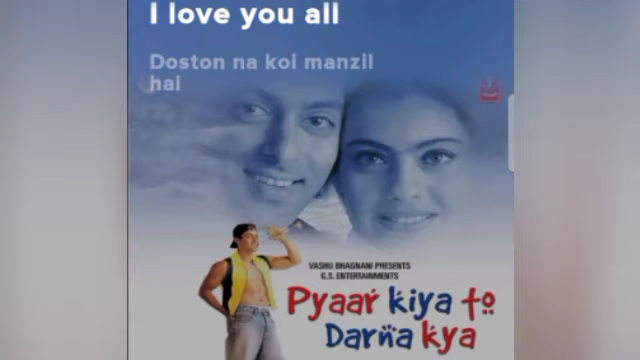 I love you all
Doston na koi manzil
hai
VASHU BHAGNANI PRESENTS
G.S. ENTERTAINMENTS
Pyaar kiya to
Darna kya